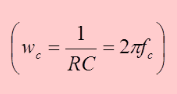 (w_c = 1/RC = 2πf_c)